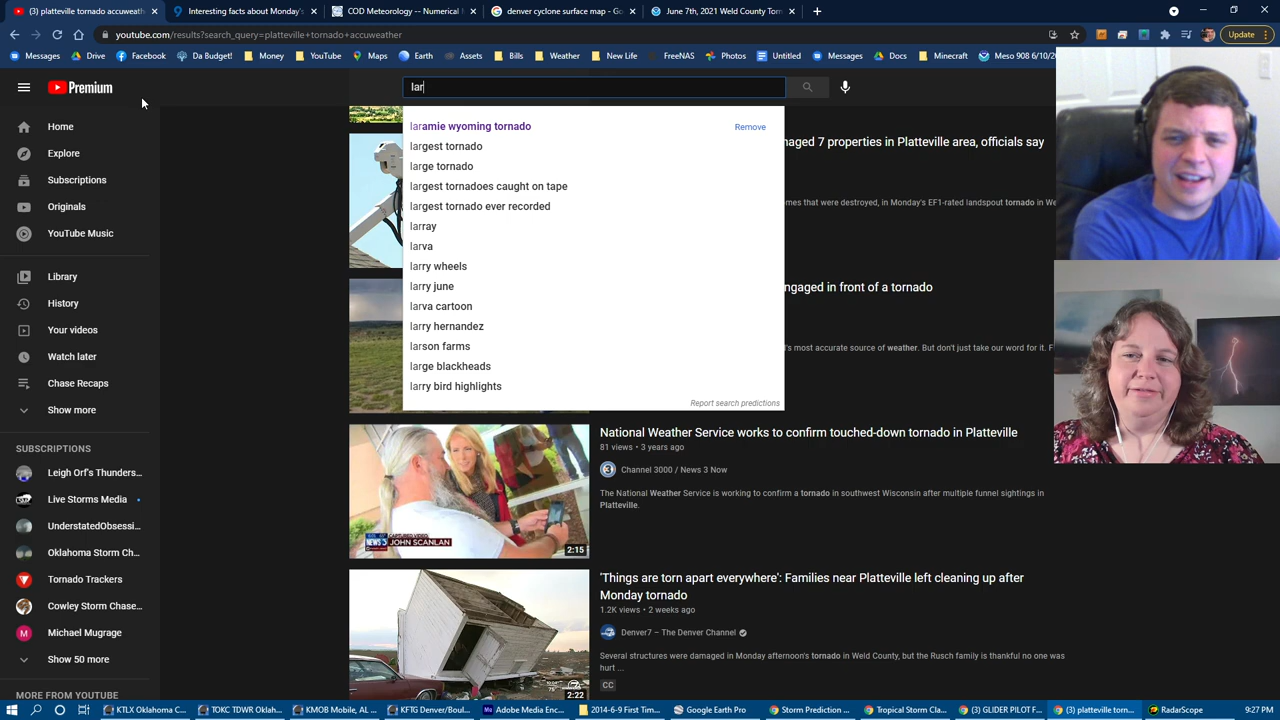 tornado accuweath
Interesting facts about Monday's
COD Meteorology --
derecho cyclone spin - Go
June 7th, 2021 Weld County Torn
youtube.com/results?search_query=platteville+tornado+accuweather
Update
Messages
Drive
Facebook
Da Budget!
Money
YouTube
Maps
Earth
Assets
Bills
Weather
New Life
FreeNAS
Photos
Untitled
Messages
Docs
Minecraft
Meso 908 6/10/20
Premium
lar
Home
Explore
Subscriptions
Originals
YouTube Music
Library
History
Your videos
Watch later
Chase Recaps
Show more
SUBSCRIPTIONS
Leigh Orf's Thunders...
Live Storms Media
UnderstatedObsessi...
Oklahoma Storm Ch...
Tornado Trackers
Cowley Storm Chase...
Michael Mugrage
Show 50 more
MORE FROM YOUTUBE
laramie wyoming tornado
Remove
largest tornado
large tornado
largest tornadoes caught on tape
largest tornado ever recorded
larray
larva
larry wheels
larry june
larva cartoon
larry hernandez
larson farms
large blackheads
larry bird highlights
Report search predictions
naged 7 properties in Platteville area, officials say
mes that were destroyed, in Monday's EF1-rated landspout tornado in We
ngaged in front of a tornado
's most accurate source of weather. But don't just take our word for it. F
National Weather Service works to confirm touched-down tornado in Platteville
81 views • 3 years ago
Channel 3000 / News 3 Now
The National Weather Service is working to confirm a tornado in southwest Wisconsin after multiple funnel sightings in
Platteville.
NEWS 3
JOHN SCANLAN
2:15
'Things are torn apart everywhere': Families near Platteville left cleaning up after
Monday tornado
1.2K views • 2 weeks ago
Denver7 – The Denver Channel
Several structures were damaged in Monday afternoon's tornado in Weld County, but the Rusch family is thankful no one was
hurt ...
CC
2:22
KTLX Oklahoma C...
TOKC TDWR Oklah...
KMOB Mobile, AL ...
KFTG Denver/Boul...
Adobe Media Enc...
2014-6-9 First Tim...
Google Earth Pro
Storm Prediction ...
Tropical Storm Cla...
(3) GLIDER PILOT F...
(3) platteville torn...
RadarScope
9:27 PM